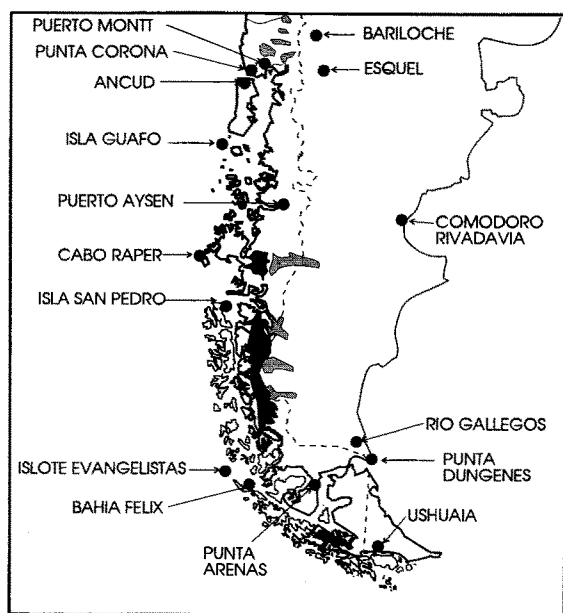 PUERTO MONTT
BARILOCHE
PUNTA CORONA
ESQUEL
ANCUD
ISLA GUAFO
PUERTO AYSEN
COMODORO
RIVADAVIA
CABO RAPER
ISLA SAN PEDRO
RIO GALLEGOS
ISLOTE EVANGELISTAS
PUNTA
DUNGENES
BAHIA FELIX
USHUAIA
PUNTA
ARENAS